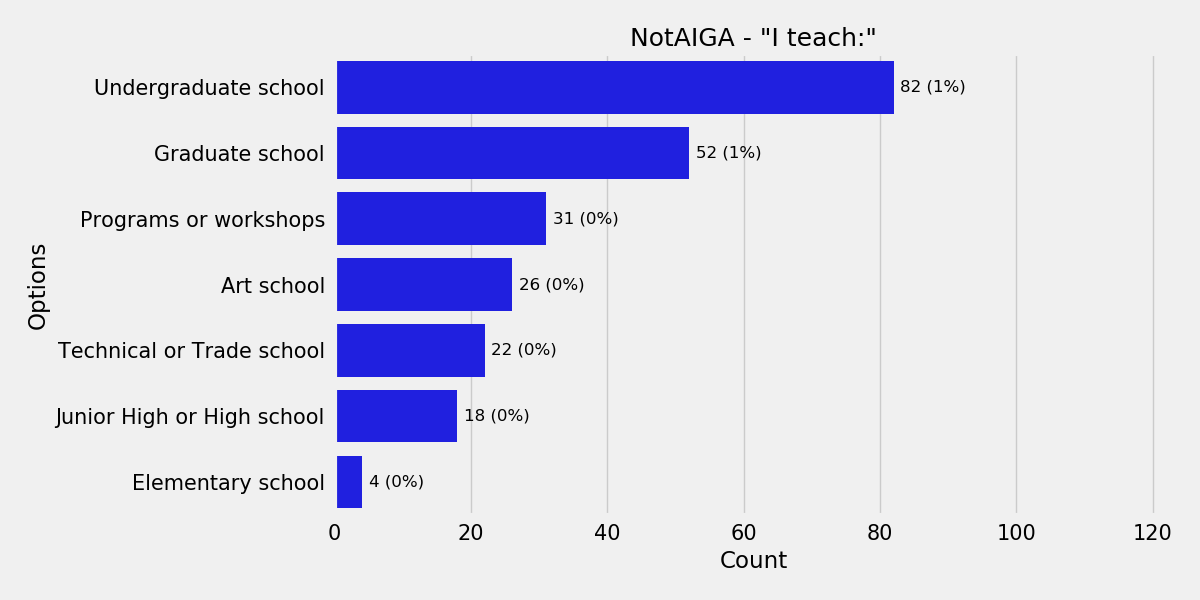 NotAIGA - "I teach:"
Undergraduate school 82 (1%)
Graduate school 52 (1%)
Programs or workshops 31 (0%)
Art school 26 (0%)
Technical or Trade school 22 (0%)
Junior High or High school 18 (0%)
Elementary school 4 (0%)
Options
0 20 40 60 80 100 120
Count